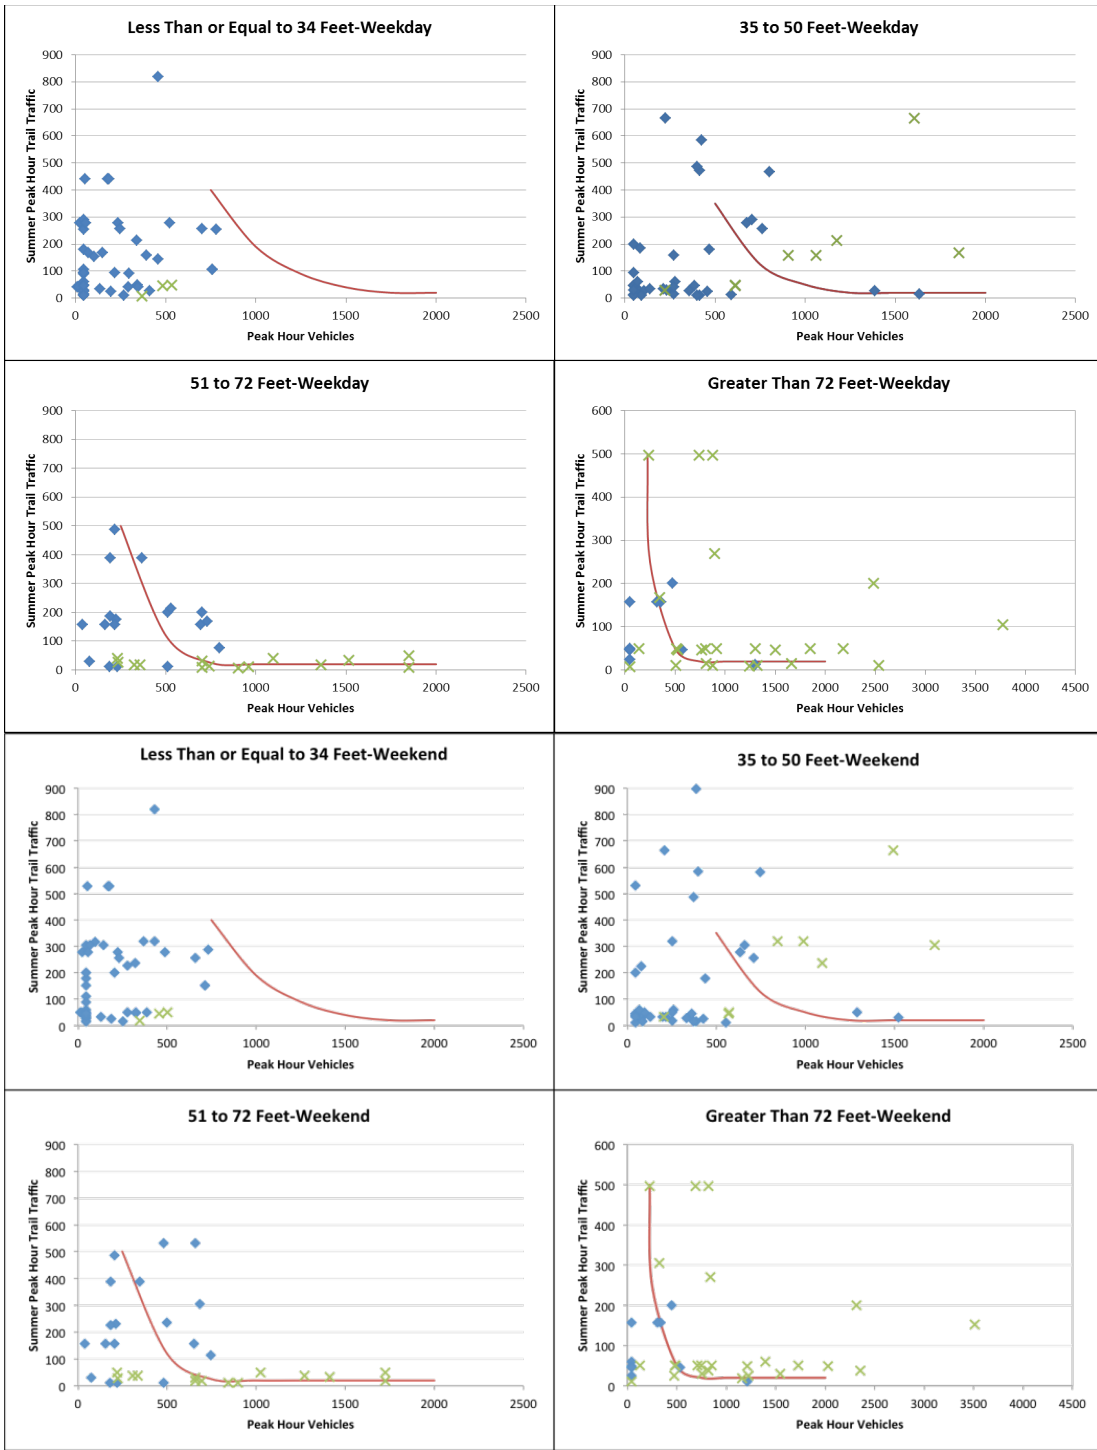 Less Than or Equal to 34 Feet-Weekday
Summer Peak Hour Trail Traffic
900
800
700
600
500
400
300
200
100
0
0 500 1000 1500 2000 2500
Peak Hour Vehicles
35 to 50 Feet-Weekday
Summer Peak Hour Trail Traffic
900
800
700
600
500
400
300
200
100
0
0 500 1000 1500 2000 2500
Peak Hour Vehicles
51 to 72 Feet-Weekday
Summer Peak Hour Trail Traffic
900
800
700
600
500
400
300
200
100
0
0 500 1000 1500 2000 2500
Peak Hour Vehicles
Greater Than 72 Feet-Weekday
Summer Peak Hour Trail Traffic
600
500
400
300
200
100
0
0 500 1000 1500 2000 2500 3000 3500 4000 4500
Peak Hour Vehicles
Less Than or Equal to 34 Feet-Weekend
Summer Peak Hour Trail Traffic
900
800
700
600
500
400
300
200
100
0
0 500 1000 1500 2000 2500
Peak Hour Vehicles
35 to 50 Feet-Weekend
Summer Peak Hour Trail Traffic
900
800
700
600
500
400
300
200
100
0
0 500 1000 1500 2000 2500
Peak Hour Vehicles
51 to 72 Feet-Weekend
Summer Peak Hour Trail Traffic
900
800
700
600
500
400
300
200
100
0
0 500 1000 1500 2000 2500
Peak Hour Vehicles
Greater Than 72 Feet-Weekend
Summer Peak Hour Trail Traffic
600
500
400
300
200
100
0
0 500 1000 1500 2000 2500 3000 3500 4000 4500
Peak Hour Vehicles